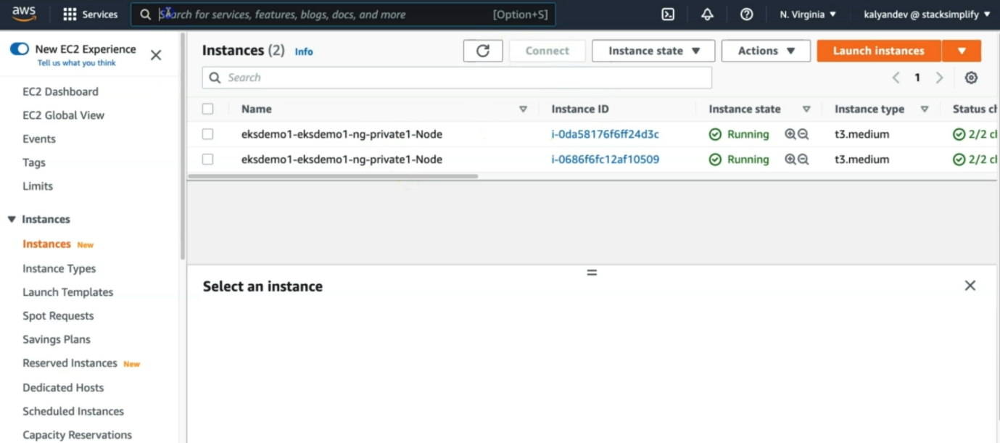 aws Services Search for services, features, blogs, docs, and more [Option+S] N. Virginia ▼ kalyandev @ stacksimplify ▼
New EC2 Experience
Tell us what you think
EC2 Dashboard
EC2 Global View
Events
Tags
Limits
Instances
Instances New
Instance Types
Launch Templates
Spot Requests
Savings Plans
Reserved Instances New
Dedicated Hosts
Scheduled Instances
Capacity Reservations
Instances (2) Info Connect Instance state ▼ Actions ▼ Launch instances ▼
Search
1
Name Instance ID Instance state Instance type Status ch
eksdemo1-eksdemo1-ng-private1-Node i-0da58176f6ff24d3c Running t3.medium 2/2 cl
eksdemo1-eksdemo1-ng-private1-Node i-0686f6fc12af10509 Running t3.medium 2/2 cl
Select an instance